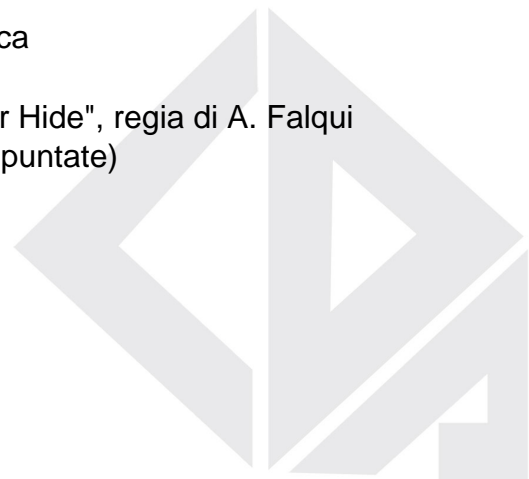 ca
r Hide", regia di A. Falqui
puntate)